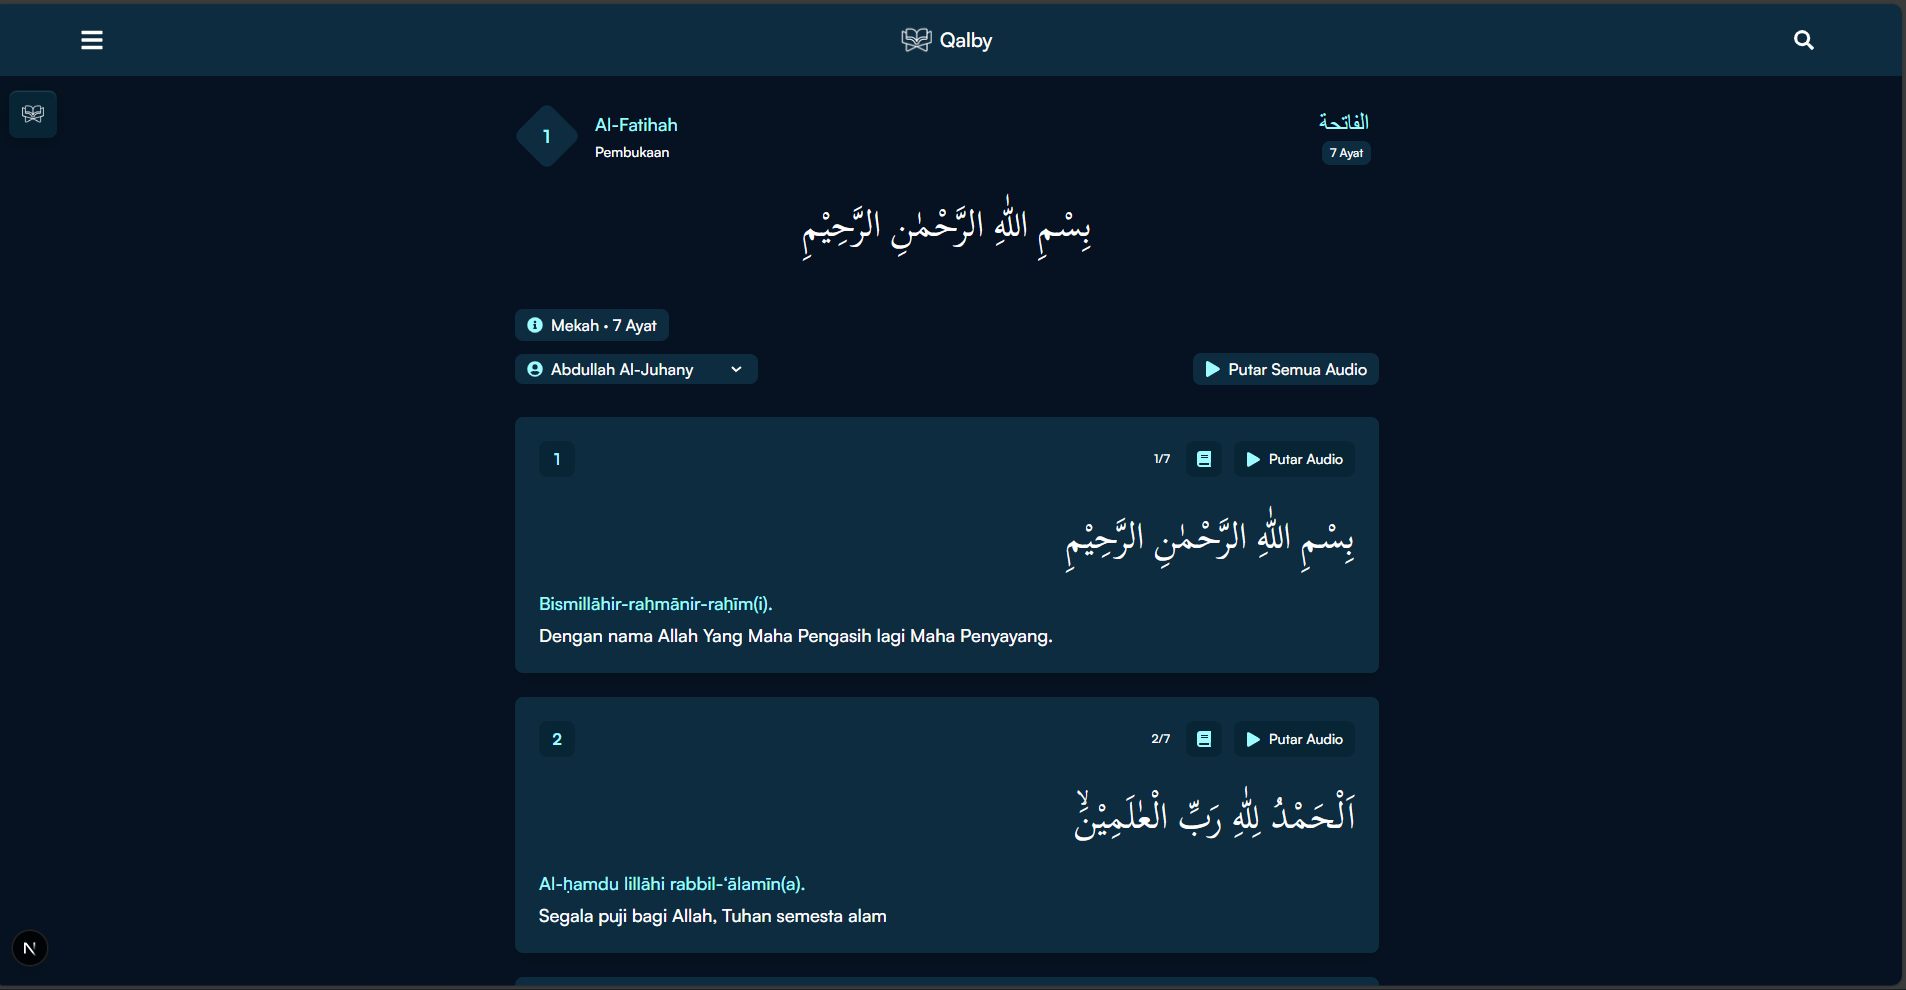 Qalby
1
Al-Fatihah
Pembukaan
الفاتحة
7 Ayat
بِسْمِ اللّٰهِ الرَّحْمٰنِ الرَّحِيْمِ
Mekah • 7 Ayat
Abdullah Al-Juhany
Putar Semua Audio
1
1/7
Putar Audio
بِسْمِ اللّٰهِ الرَّحْمٰنِ الرَّحِيْمِ
Bismillāhir-raḥmānir-raḥīm(i).
Dengan nama Allah Yang Maha Pengasih lagi Maha Penyayang.
2
2/7
Putar Audio
اَلْحَمْدُ لِلّٰهِ رَبِّ الْعٰلَمِيْنَۙ
Al-ḥamdu lillāhi rabbil-‘ālamīn(a).
Segala puji bagi Allah, Tuhan semesta alam
N